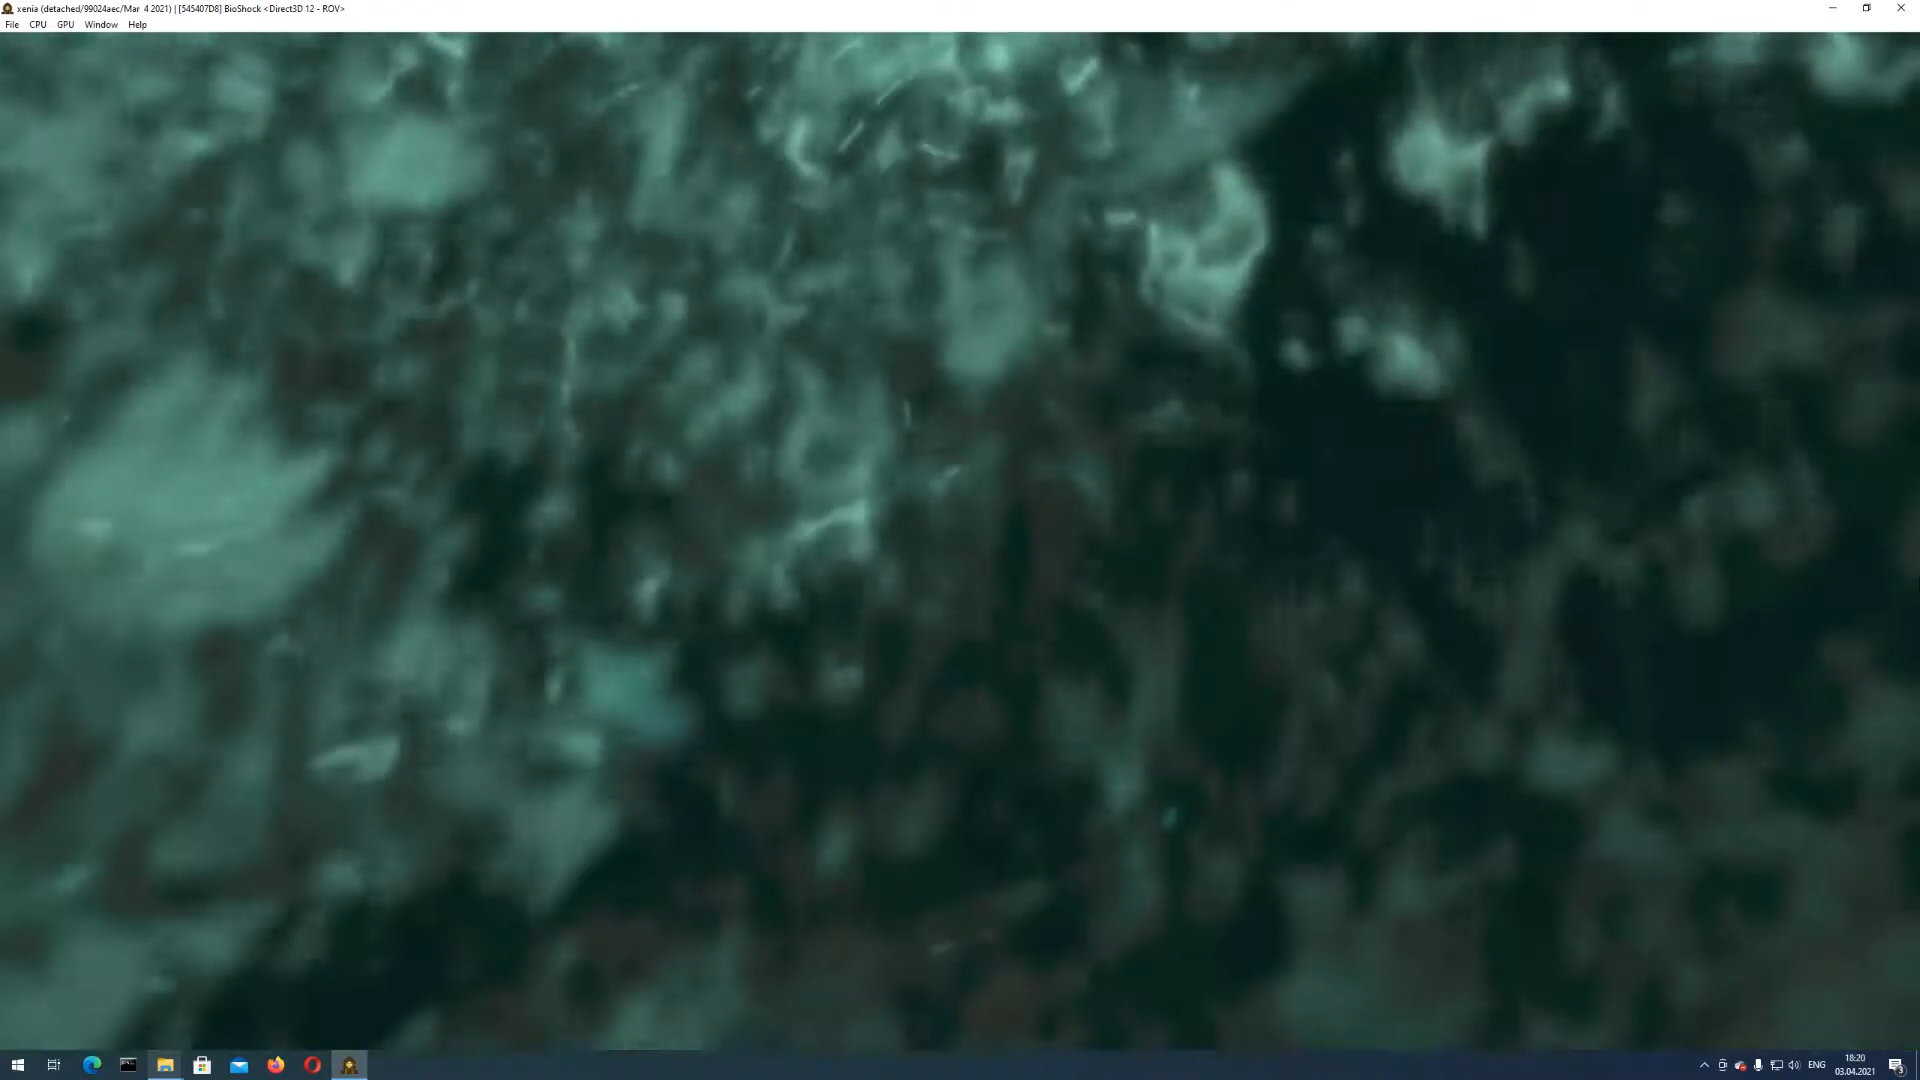 xenia (detached/99024aec/Mar 4 2021) | [545407D8] BioShock <Direct3D 12 - ROV>
File CPU GPU Window Help
ENG
18:20
03.04.2021
3